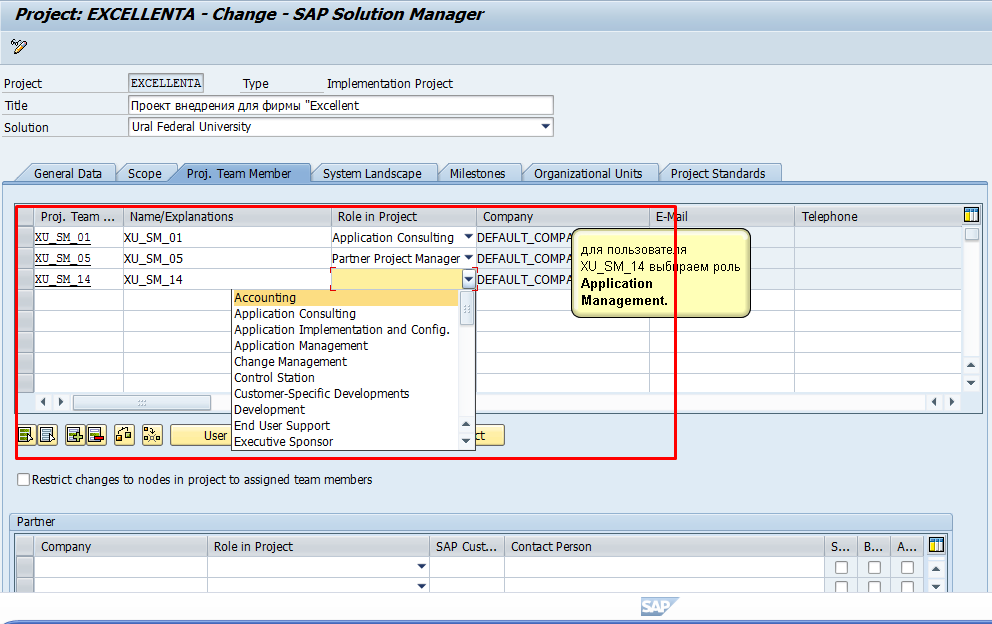 Project: EXCELLENTA - Change - SAP Solution Manager
Project EXCELLENTA Type Implementation Project
Title Проект внедрения для фирмы "Excellent
Solution Ural Federal University
General Data Scope Proj. Team Member System Landscape Milestones Organizational Units Project Standards
Proj. Team ... Name/Explanations Role in Project Company E-Mail Telephone
XU_SM_01 XU_SM_01 Application Consulting DEFAULT_COMPA
XU_SM_05 XU_SM_05 Partner Project Manager DEFAULT_COMPA
XU_SM_14 XU_SM_14 DEFAULT_COMPA
для пользователя
XU_SM_14 выбираем роль
Application
Management.
Accounting
Application Consulting
Application Implementation and Config.
Application Management
Change Management
Control Station
Customer-Specific Developments
Development
End User Support
Executive Sponsor
User ct
Restrict changes to nodes in project to assigned team members
Partner
Company Role in Project SAP Cust... Contact Person S... B... A...
SAP